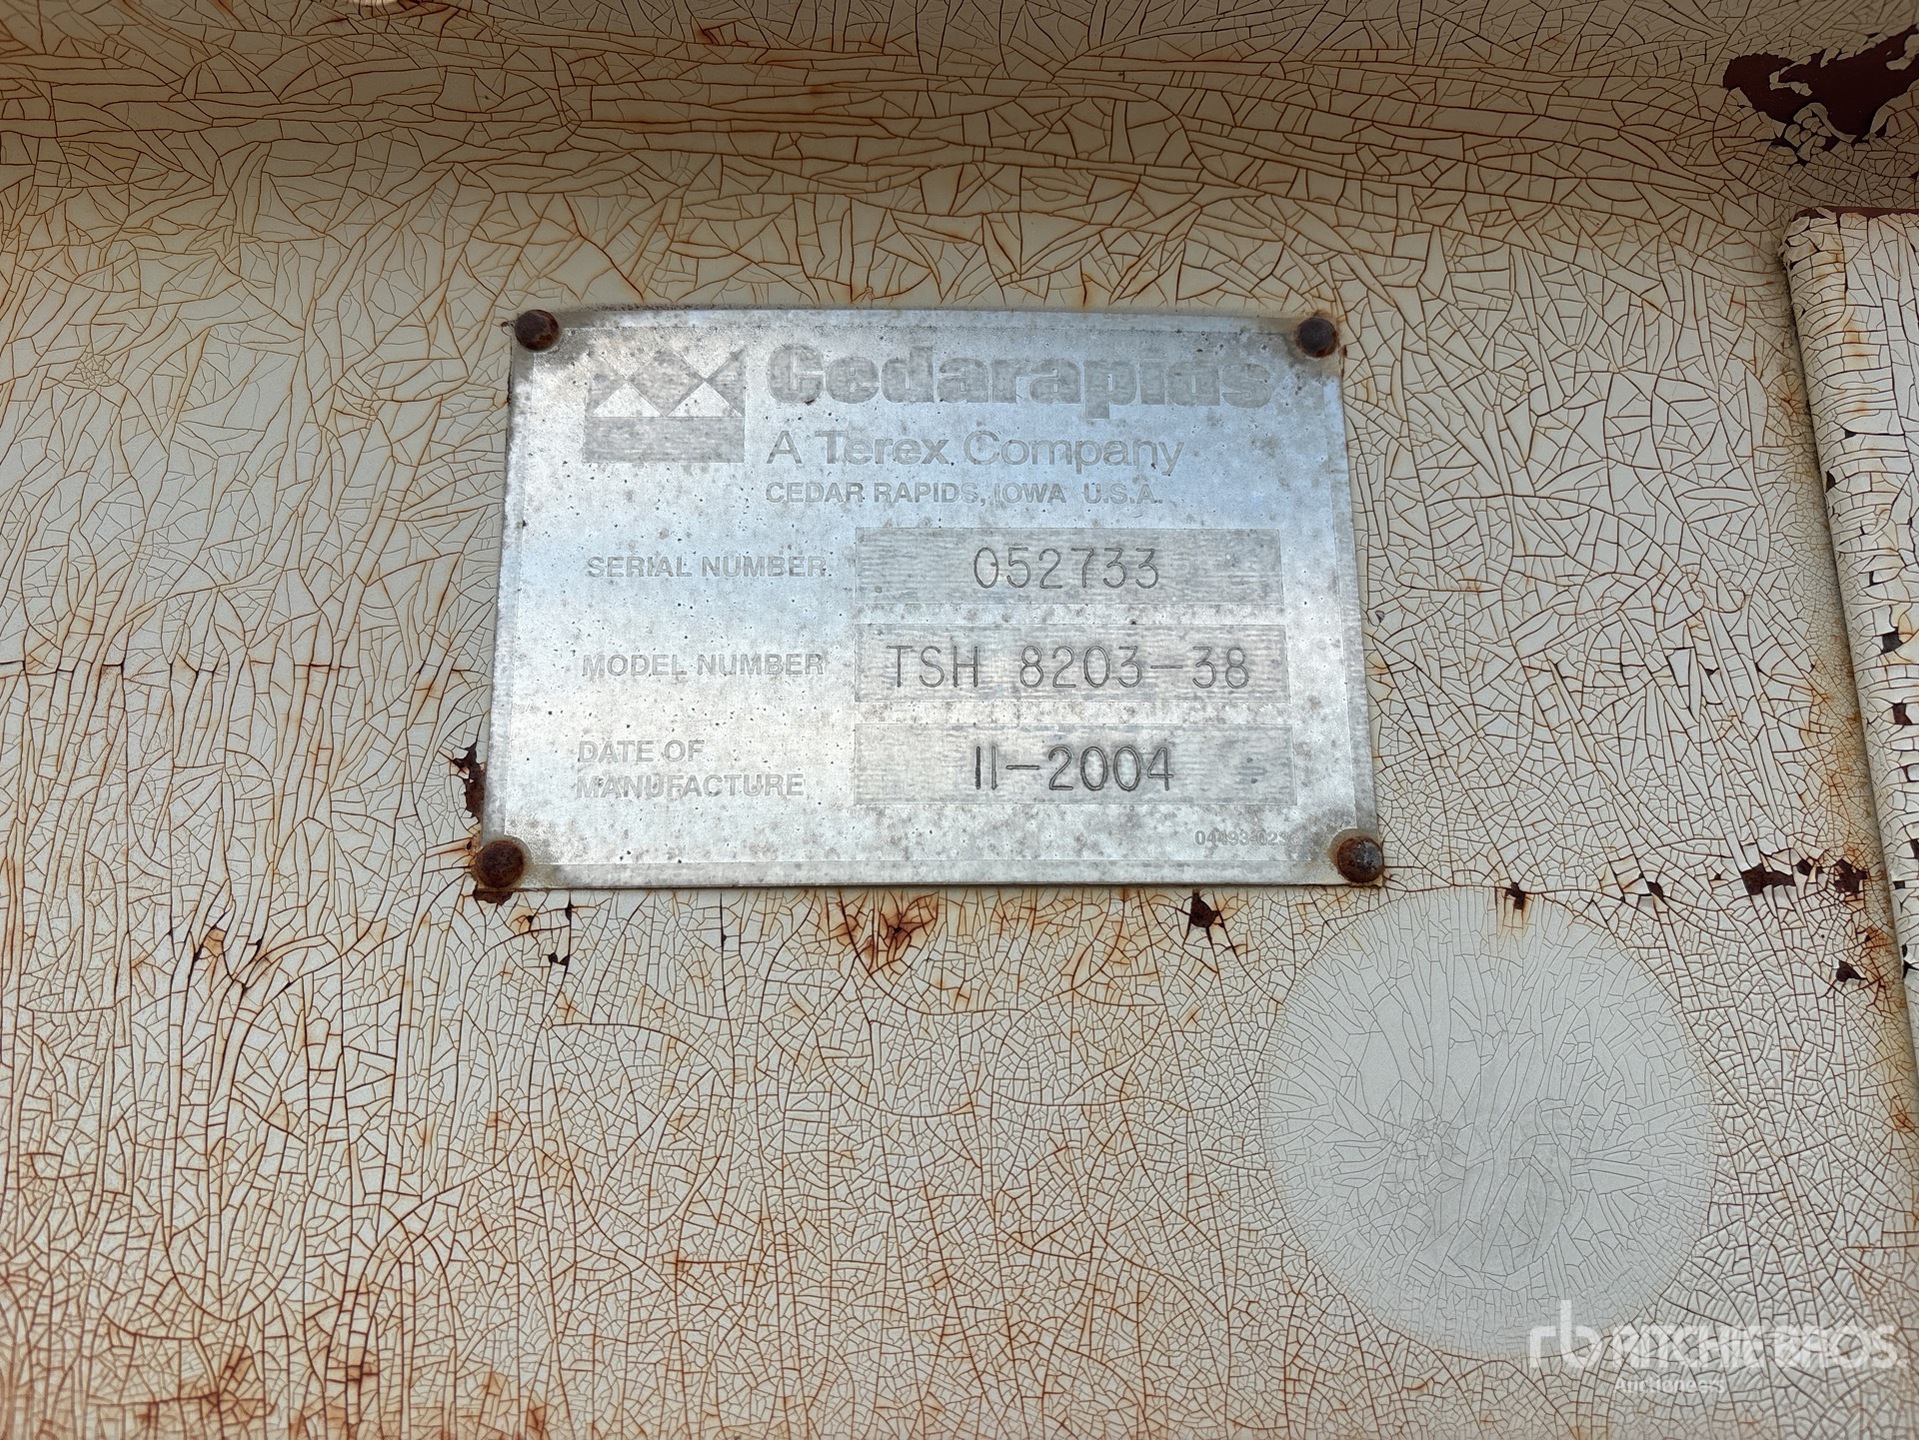 Cedarapids
A Terex Company
CEDAR RAPIDS, IOWA U.S.A.
SERIAL NUMBER 052733
MODEL NUMBER TSH 8203-38
DATE OF
MANUFACTURE 11-2004
rb RITCHIE BROS.
Auctioneers